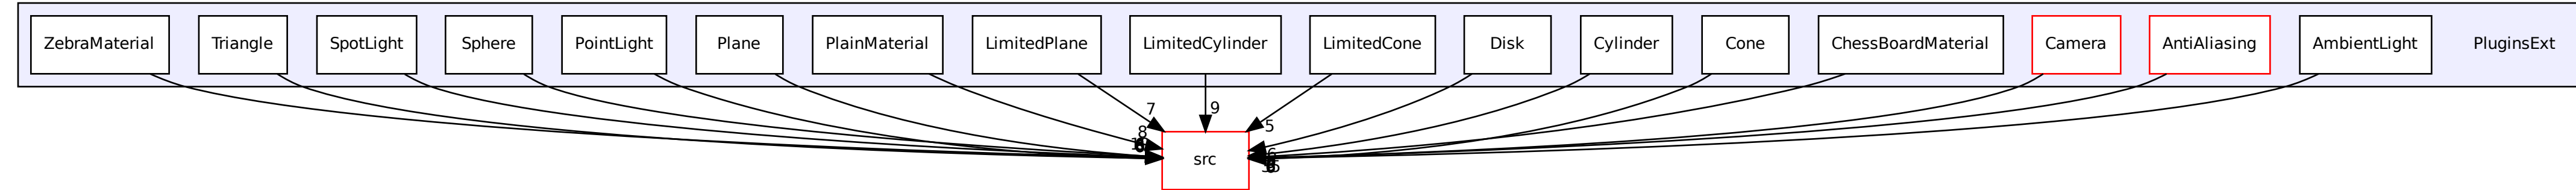 ZebraMaterial
Triangle
SpotLight
Sphere
PointLight
Plane
PlainMaterial
LimitedPlane
LimitedCylinder
LimitedCone
Disk
Cylinder
Cone
ChessBoardMaterial
Camera
AntiAliasing
AmbientLight
PluginsExt
7
9
5
8
src